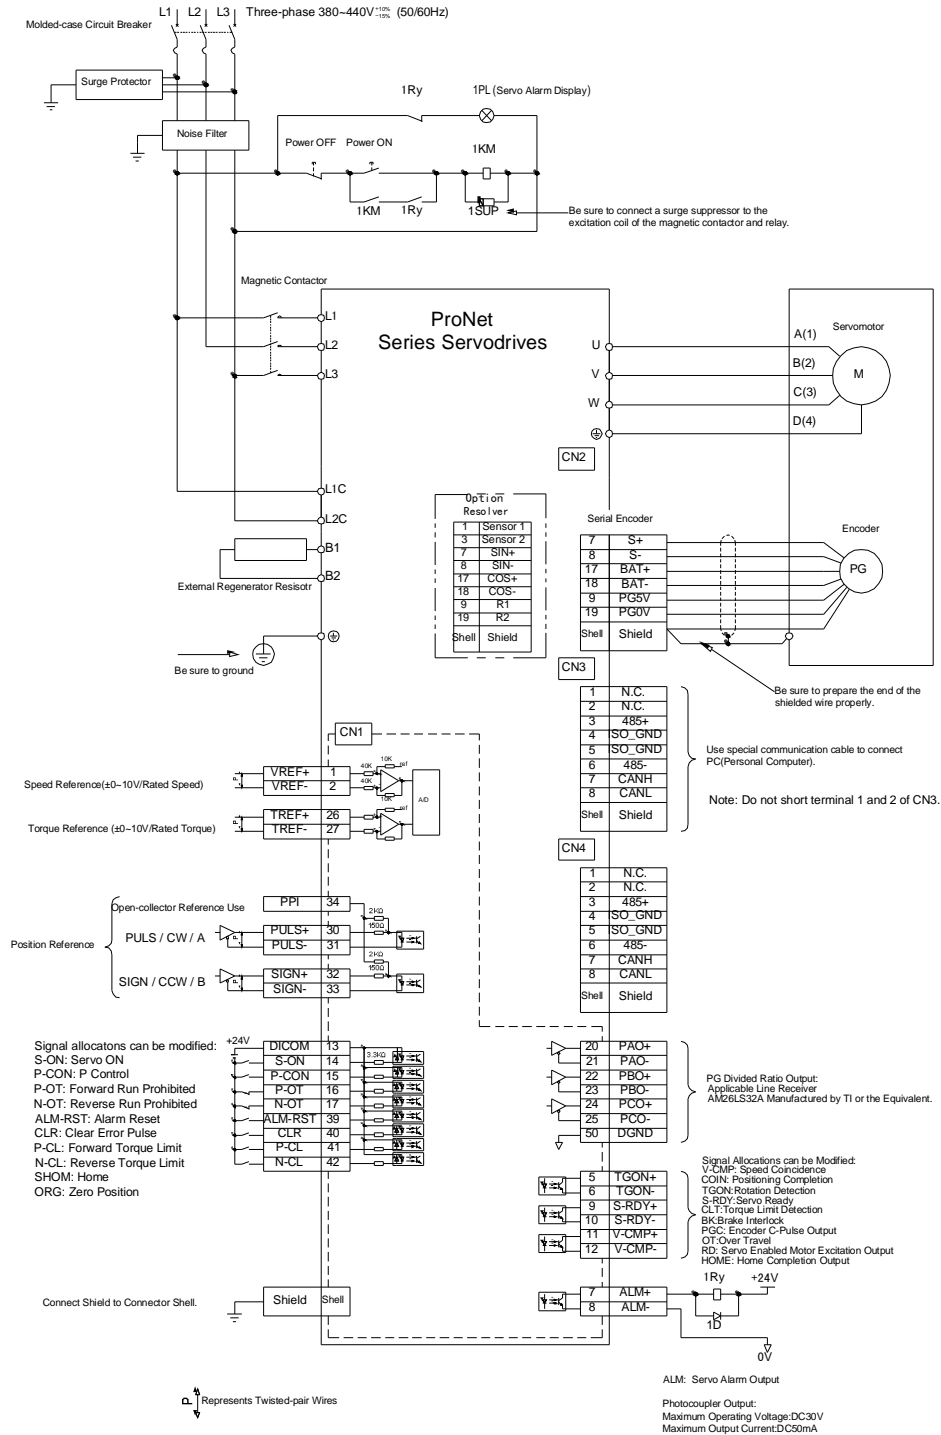 L1 L2 L3 Three-phase 380~440V +10% -15% (50/60Hz)
Molded-case Circuit Breaker
Surge Protector
1Ry 1PL (Servo Alarm Display)
Noise Filter
Power OFF Power ON
1KM
1KM 1Ry 1SUP
Be sure to connect a surge suppressor to the
excitation coil of the magnetic contactor and relay.
Magnetic Contactor
L1
L2
L3
ProNet
Series Servodrives
U
V
W
A(1)
B(2)
C(3)
D(4)
Servomotor
M
CN2
L1C
L2C
B1
B2
External Regenerator Resisotr
Be sure to ground
Option
Resolver
1 Sensor 1
3 Sensor 2
7 SIN+
8 SIN-
17 COS+
18 COS-
9 R1
19 R2
Shell Shield
Serial Encoder
7 S+
8 S-
17 BAT+
18 BAT-
9 PG5V
19 PG0V
Shell Shield
Encoder
PG
Be sure to prepare the end of the
shielded wire properly.
CN3
1 N.C.
2 N.C.
3 485+
4 SO_GND
5 SO_GND
6 485-
7 CANH
8 CANL
Shell Shield
Use special communication cable to connect
PC(Personal Computer).
Note: Do not short terminal 1 and 2 of CN3.
CN1
Speed Reference(±0~10V/Rated Speed)
P
VREF+ 1
VREF- 2
40K
40K
10K
10K
ref
A/D
Torque Reference (±0~10V/Rated Torque)
P
TREF+ 26
TREF- 27
ref
CN4
1 N.C.
2 N.C.
3 485+
4 SO_GND
5 SO_GND
6 485-
7 CANH
8 CANL
Shell Shield
Open-collector Reference Use
PPI 34
Position Reference
PULS / CW / A
P
PULS+ 30
PULS- 31
2KΩ
150Ω
SIGN / CCW / B
P
SIGN+ 32
SIGN- 33
2KΩ
150Ω
Signal allocatons can be modified:
S-ON: Servo ON
P-CON: P Control
P-OT: Forward Run Prohibited
N-OT: Reverse Run Prohibited
ALM-RST: Alarm Reset
CLR: Clear Error Pulse
P-CL: Forward Torque Limit
N-CL: Reverse Torque Limit
SHOM: Home
ORG: Zero Position
+24V
DICOM 13
S-ON 14
P-CON 15
P-OT 16
N-OT 17
ALM-RST 39
CLR 40
P-CL 41
N-CL 42
3.3KΩ
20 PAO+
21 PAO-
22 PBO+
23 PBO-
24 PCO+
25 PCO-
50 DGND
PG Divided Ratio Output:
Applicable Line Receiver
AM26LS32A Manufactured by TI or the Equivalent.
5 TGON+
6 TGON-
9 S-RDY+
10 S-RDY-
11 V-CMP+
12 V-CMP-
Signal Allocations can be Modified:
V-CMP: Speed Coincidence
COIN: Positioning Completion
TGON:Rotation Detection
S-RDY:Servo Ready
CLT:Torque Limit Detection
BK:Brake Interlock
PGC: Encoder C-Pulse Output
OT:Over Travel
RD: Servo Enabled Motor Excitation Output
HOME: Home Completion Output
Connect Shield to Connector Shell.
Shield Shell
7 ALM+
8 ALM-
1Ry +24V
1D
0V
ALM: Servo Alarm Output
P Represents Twisted-pair Wires
Photocoupler Output:
Maximum Operating Voltage:DC30V
Maximum Output Current:DC50mA